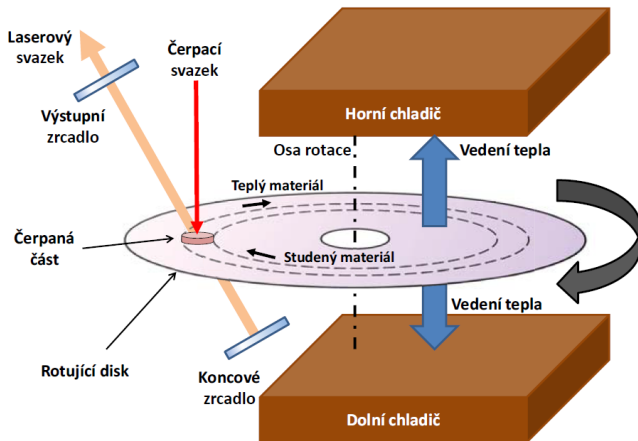 Laserový
svazek
Čerpací
svazek
Výstupní
zrcadlo
Horní chladič
Osa rotace
Vedení tepla
Teplý materiál
Čerpaná
část
Studený materiál
Vedení tepla
Rotující disk
Koncové
zrcadlo
Dolní chladič